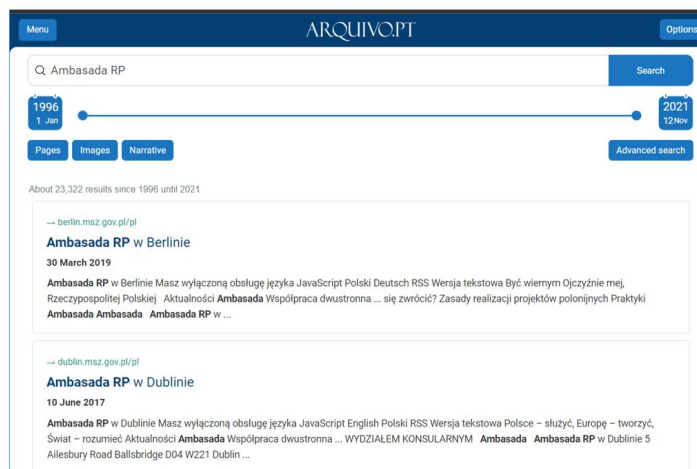 Menu
ARQUIVO.PT
Options
Ambasada RP
Search
1996
1 Jan
2021
12 Nov
Pages
Images
Narrative
Advanced search
About 23,322 results since 1996 until 2021
→ berlin.msz.gov.pl/pl
Ambasada RP w Berlinie
30 March 2019
Ambasada RP w Berlinie Masz wyłączoną obsługę języka JavaScript Polski Deutsch RSS Wersja tekstowa Być wiernym Ojczyźnie mej,
Rzeczypospolitej Polskiej Aktualności Ambasada Współpraca dwustronna ... się zwrócić? Zasady realizacji projektów polonijnych Praktyki
Ambasada Ambasada Ambasada RP w ...
→ dublin.msz.gov.pl/pl
Ambasada RP w Dublinie
10 June 2017
Ambasada RP w Dublinie Masz wyłączoną obsługę języka JavaScript English Polski RSS Wersja tekstowa Polsce – służyć, Europę – tworzyć,
Świat – rozumieć Aktualności Ambasada Współpraca dwustronna ... WYDZIAŁEM KONSULARNYM Ambasada Ambasada RP w Dublinie 5
Ailesbury Road Ballsbridge D04 W221 Dublin ...